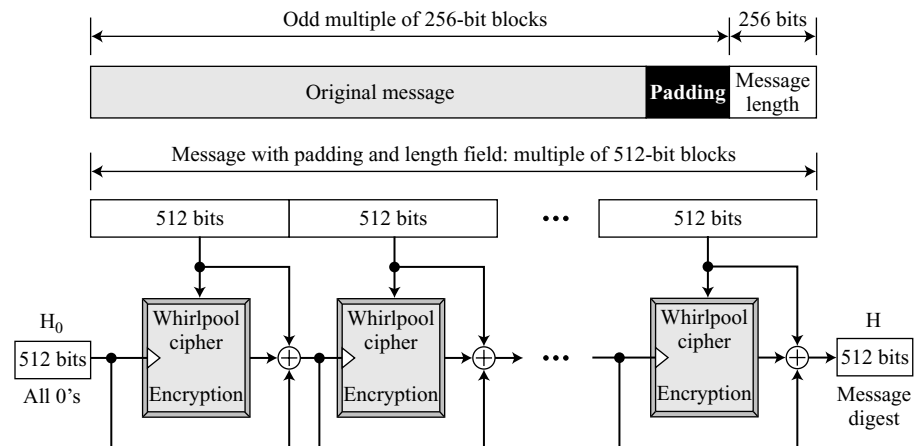 Odd multiple of 256-bit blocks
256 bits
Original message
Padding
Message
length
Message with padding and length field: multiple of 512-bit blocks
512 bits
512 bits
•••
512 bits
H0
512 bits
All 0's
Whirlpool
cipher
Encryption
Whirlpool
cipher
Encryption
•••
Whirlpool
cipher
Encryption
H
512 bits
Message
digest